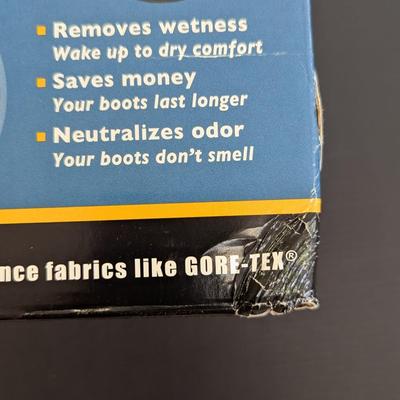 Removes wetness
Wake up to dry comfort
Saves money
Your boots last longer
Neutralizes odor
Your boots don't smell
fabrics like GORE-TEX®